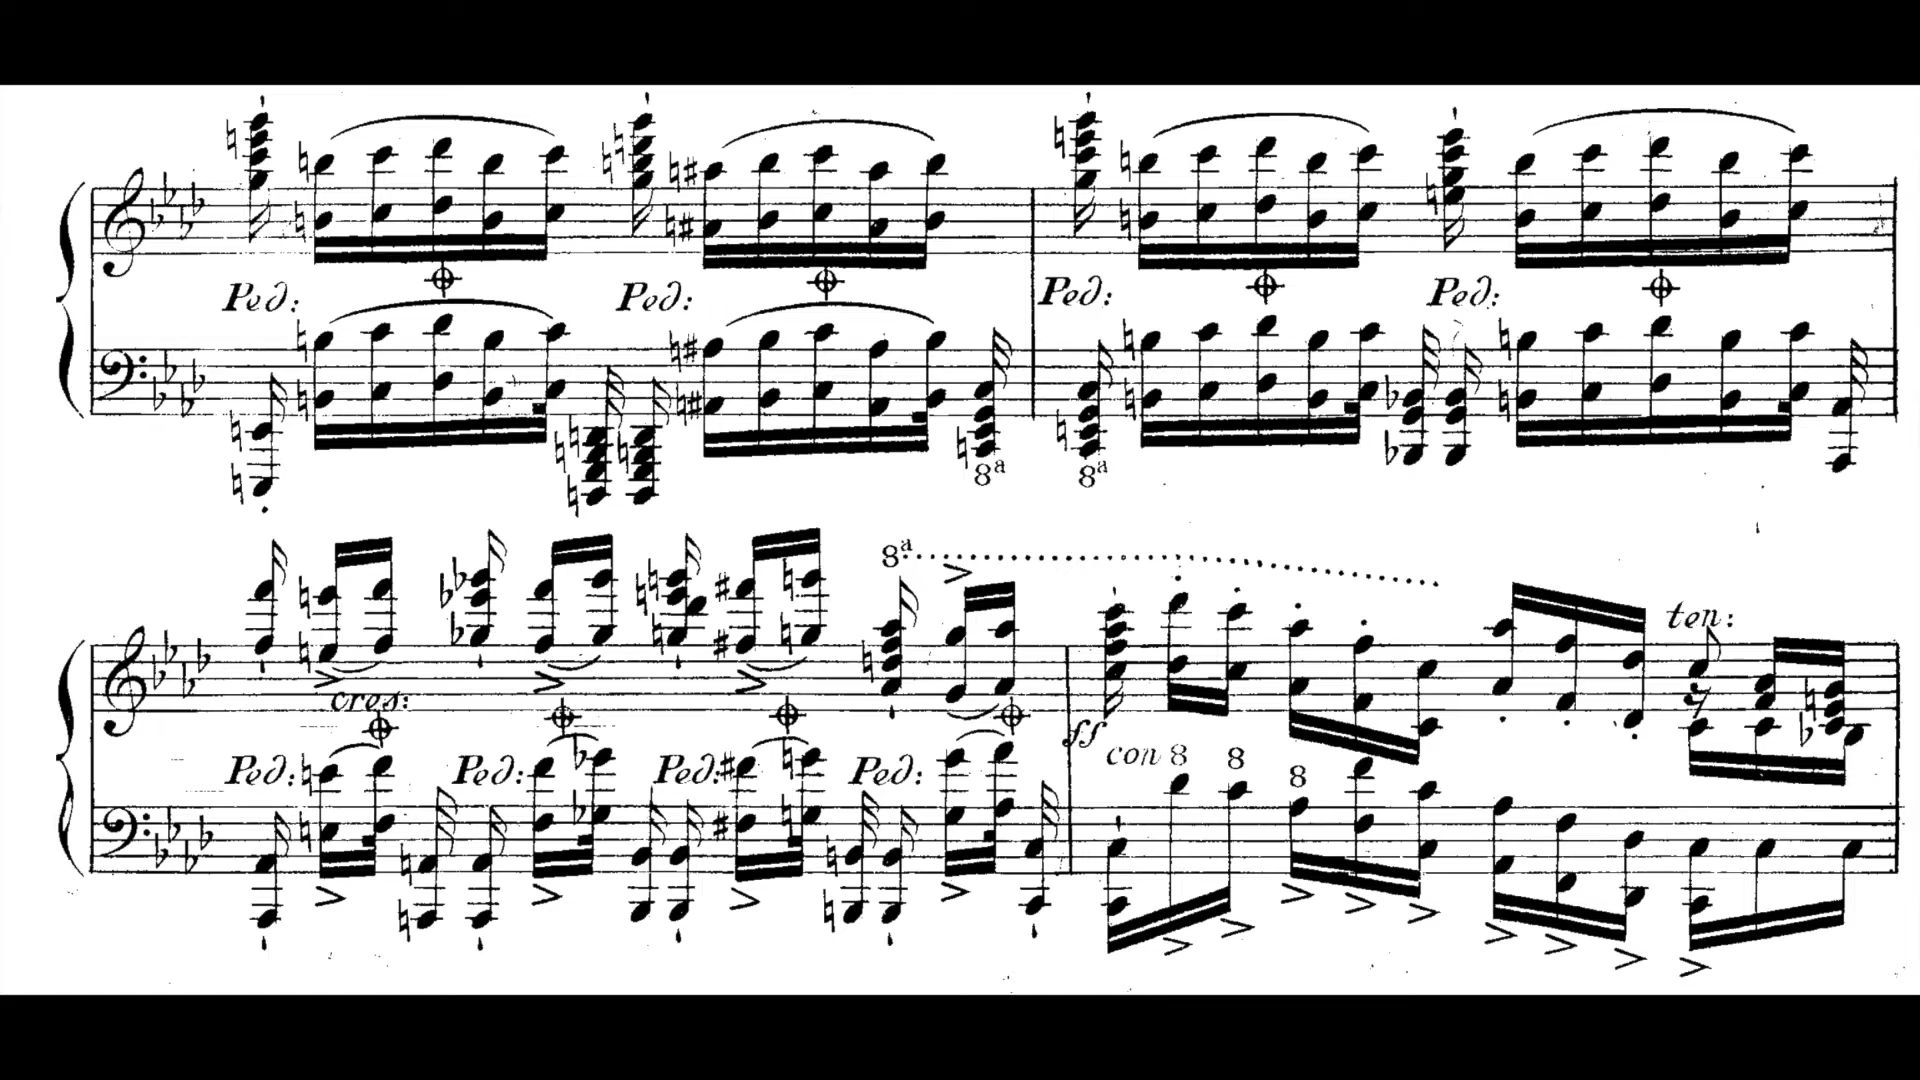 Ped: Ped: Ped: Ped:
8a 8a
8a
ten:
cres:
ff con 8 8 8
Ped: Ped: Ped: Ped: